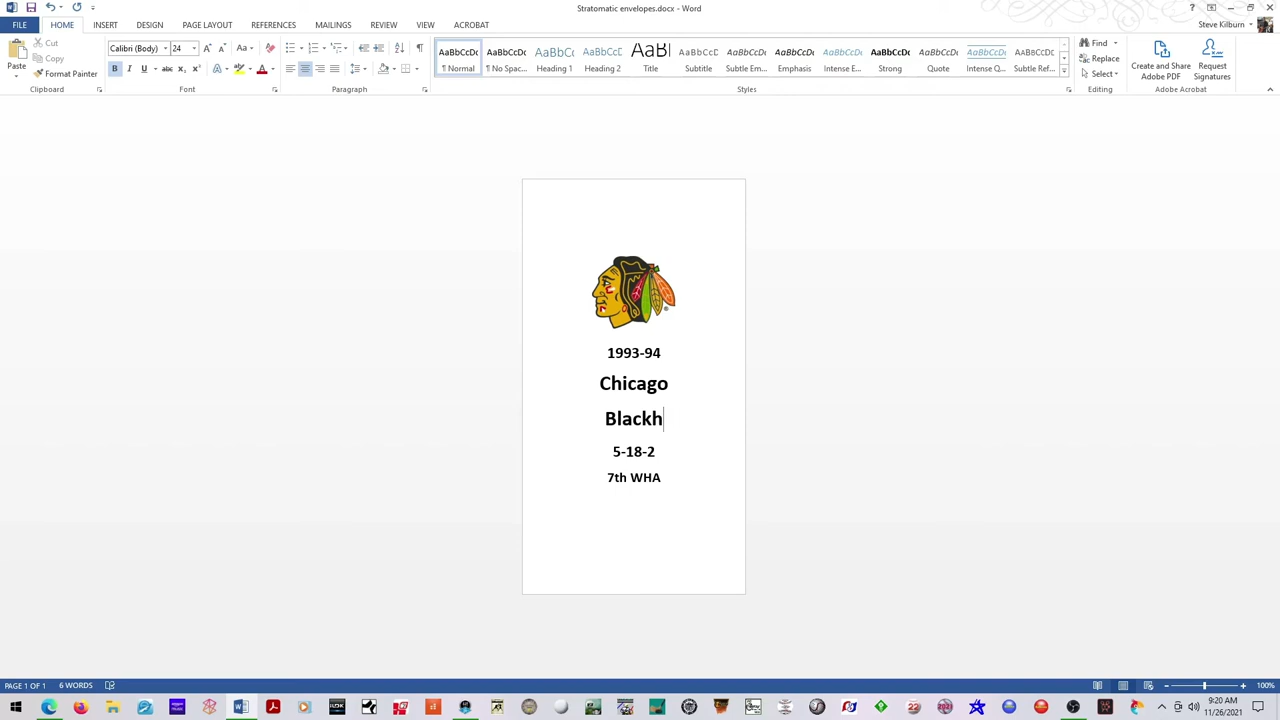 Stratomatic envelopes.docx - Word
FILE HOME INSERT DESIGN PAGE LAYOUT REFERENCES MAILINGS REVIEW VIEW ACROBAT
Steve Kilburn
Paste
Cut
Copy
Format Painter
Clipboard
Calibri (Body) 24
Font
Paragraph
AaBbCcDc AaBbCcDc AaBbCc AaBbCcC AaBl AaBbCcC AaBbCcDc AaBbCcDc AaBbCcDc AaBbCcDc AaBbCcDc AaBbCcDc AaBbCcDc
¶ Normal ¶ No Spac... Heading 1 Heading 2 Title Subtitle Subtle Em... Emphasis Intense E... Strong Quote Intense Q... Subtle Ref...
Styles
Find
Replace
Select
Editing
Create and Share
Adobe PDF
Request
Signatures
Adobe Acrobat
1993-94
Chicago
Blackh
5-18-2
7th WHA
PAGE 1 OF 1 6 WORDS
100%
9:20 AM
11/26/2021